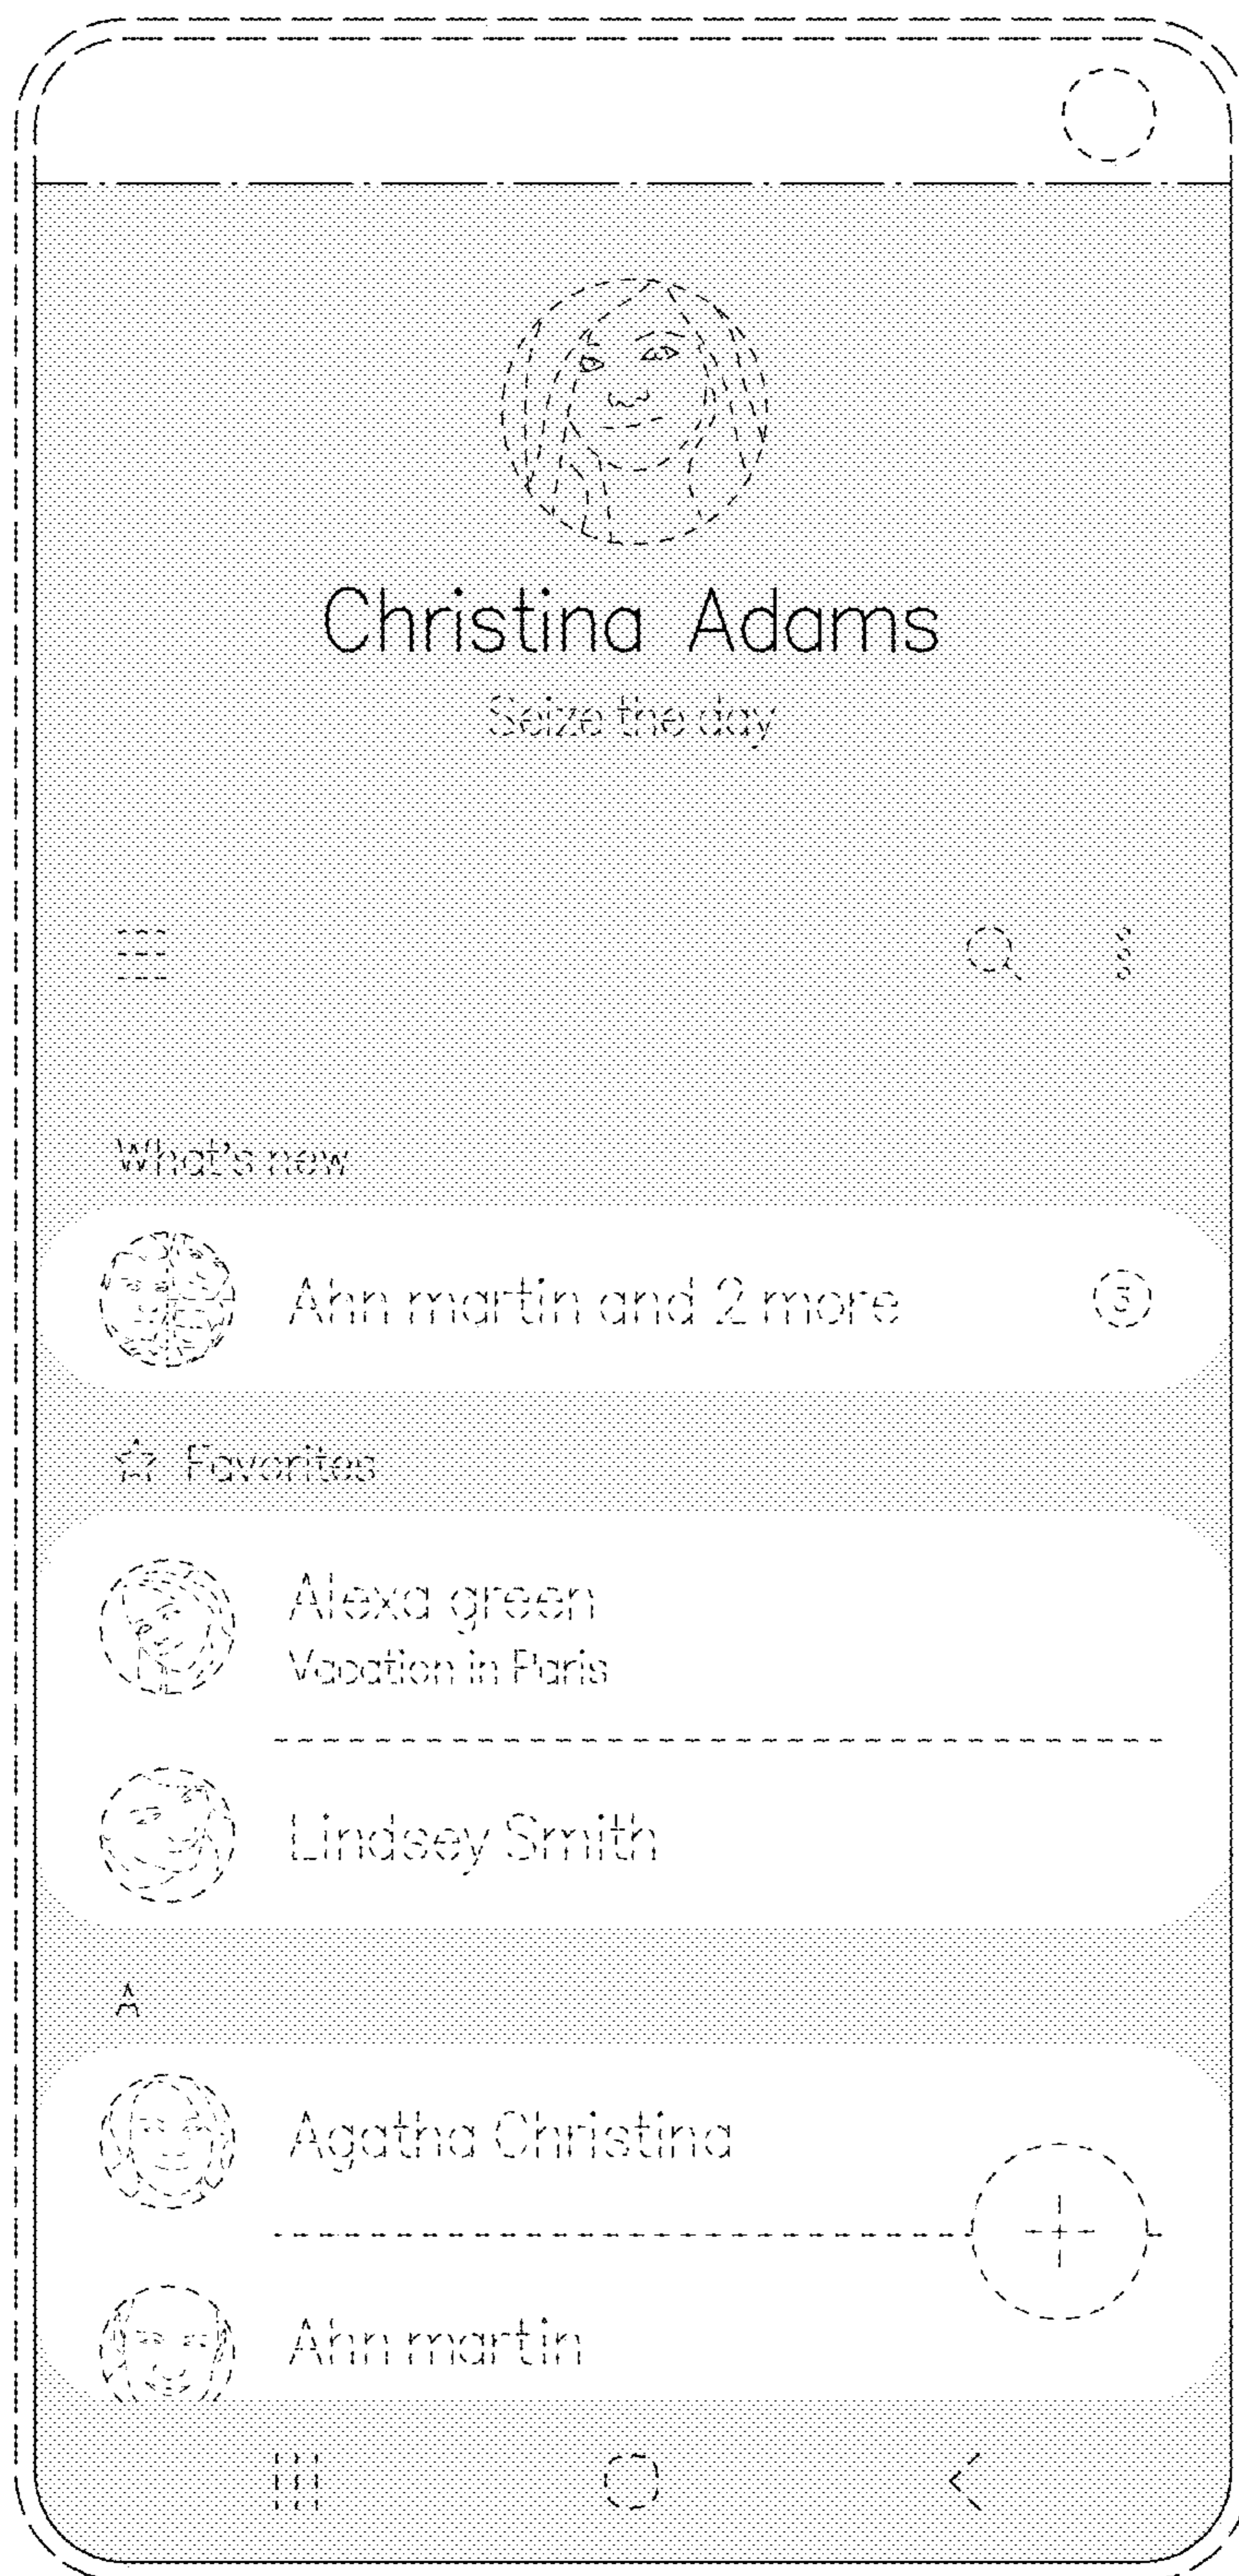 Christina Adams
Seize the day
What's new
Ahn martin and 2 more
3
Favorites
Alexa green
Vacation in Paris
Lindsey Smith
A
Agatha Christina
Ahn martin